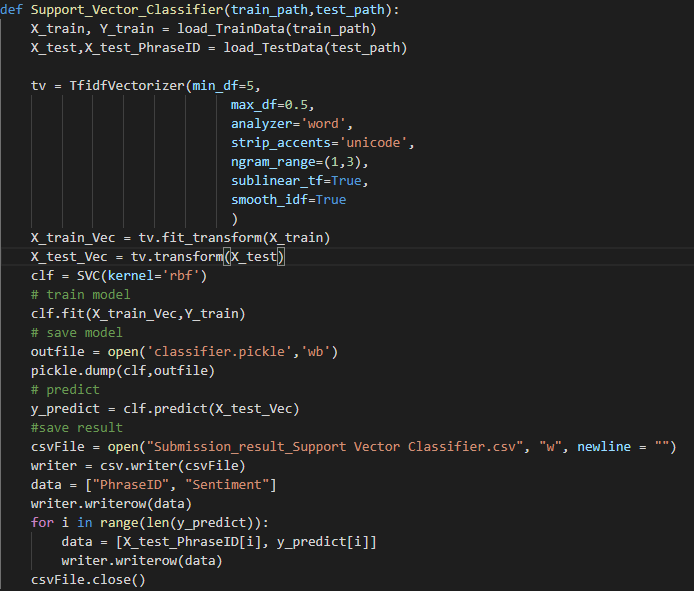 def Support_Vector_Classifier(train_path,test_path):
    X_train, Y_train = load_TrainData(train_path)
    X_test,X_test_PhraseID = load_TestData(test_path)

    tv = TfidfVectorizer(min_df=5,
                              max_df=0.5,
                              analyzer='word',
                              strip_accents='unicode',
                              ngram_range=(1,3),
                              sublinear_tf=True,
                              smooth_idf=True
                              )
    X_train_Vec = tv.fit_transform(X_train)
    X_test_Vec = tv.transform(X_test)
    clf = SVC(kernel='rbf')
    # train model
    clf.fit(X_train_Vec,Y_train)
    # save model
    outfile = open('classifier.pickle','wb')
    pickle.dump(clf,outfile)
    # predict
    y_predict = clf.predict(X_test_Vec)
    #save result
    csvFile = open("Submission_result_Support Vector Classifier.csv", "w", newline = "")
    writer = csv.writer(csvFile)
    data = ["PhraseID", "Sentiment"]
    writer.writerow(data)
    for i in range(len(y_predict)):
        data = [X_test_PhraseID[i], y_predict[i]]
        writer.writerow(data)
    csvFile.close()